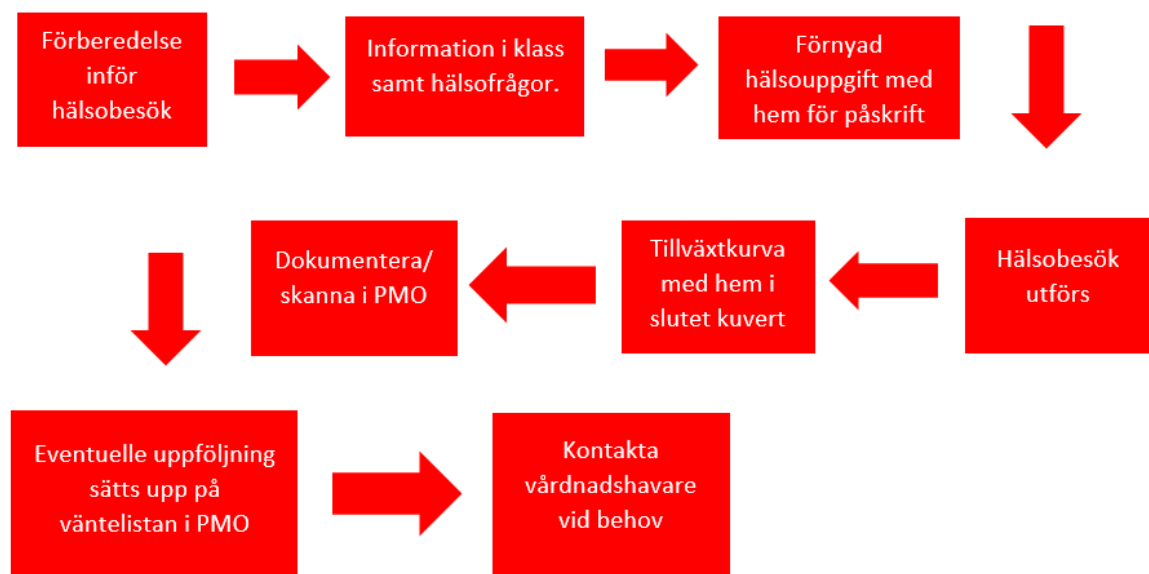 Förberedelse
inför
hälsobesök
Information i klass
samt hälsofrågor.
Förnyad
hälsouppgift med
hem för påskrift
Hälsobesök
utförs
Tillväxtkurva
med hem i
slutet kuvert
Dokumentera/
skanna i PMO
Eventuelle uppföljning
sätts upp på
väntelistan i PMO
Kontakta
vårdnadshavare
vid behov